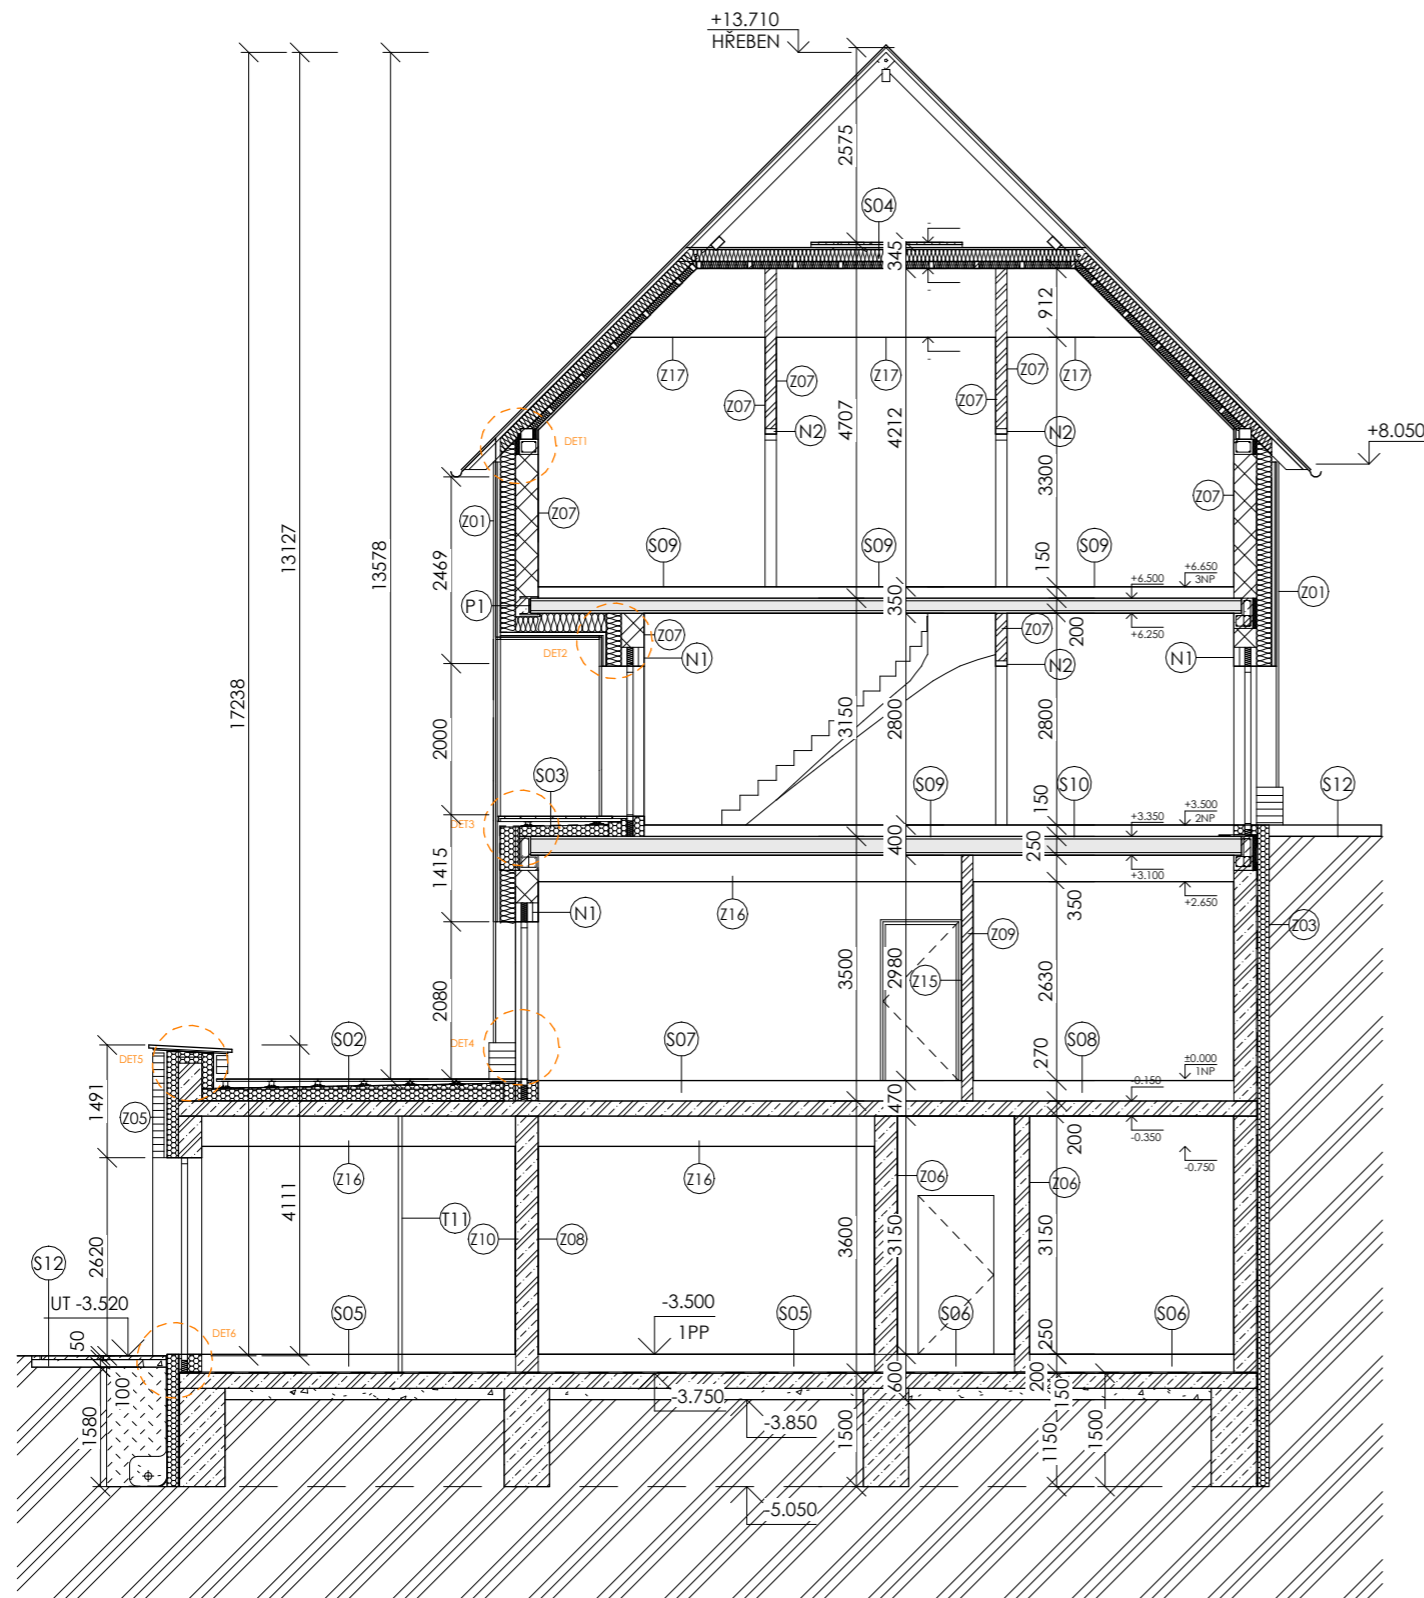 +13.710
HŘEBEN
2575
S04
345
912
Z17
Z07
Z17
Z07
Z17
Z07
Z07
N2
N2
+8.050
DET1
4707
4212
3300
Z01
Z07
Z07
13127
13578
2469
S09
S09
S09
150
+6.500
+6.650
3NP
P1
350
Z01
+6.250
200
DET2
Z07
Z07
N1
N2
N1
17238
2000
3150
2800
2800
S03
S09
S10
S12
150
DET3
+3.350
+3.500
2NP
1415
400
250
+3.100
350
+2.650
N1
Z16
Z03
Z09
3500
2980
Z15
2630
2080
S02
S07
S08
DET4
DET5
270
±0.000
1NP
-0.150
1491
470
Z05
200
-0.350
-0.750
Z16
Z16
Z06
Z06
4111
T11
Z10
Z08
3600
3150
3150
2620
S12
UT -3.520
-3.500
1PP
S05
S05
S06
S06
50
DET6
250
600
200
-3.750
100
150
-3.850
1580
1500
1150
1500
-5.050